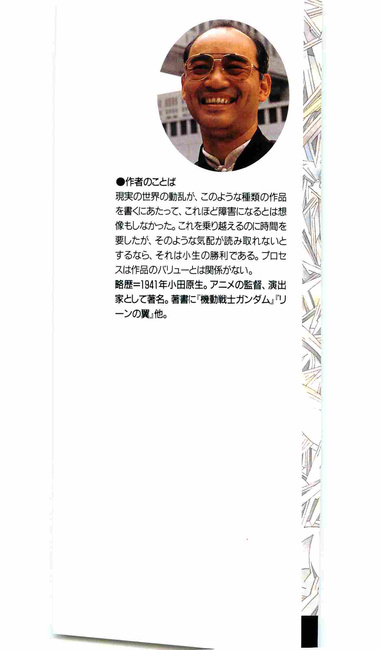 ●作者のことば
現実の世界の動乱が、このような種類の作品
を書くにあたって、これほど障害になるとは想
像もしなかった。これを乗り越えるのに時間を
要したが、そのような気配が読み取れないと
するなら、それは小生の勝利である。プロセ
スは作品のバリューとは関係がない。
略歴=1941年小田原生。アニメの監督、演出
家として著名。著書に『機動戦士ガンダム』『リ
ーンの翼』他。